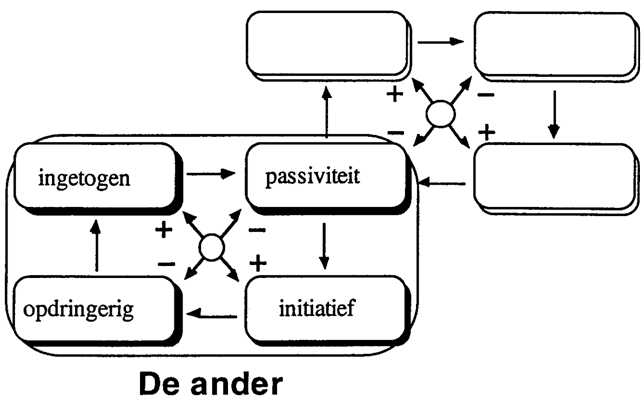 + −
− +
ingetogen passiviteit
+ −
− +
opdringerig initiatief
De ander